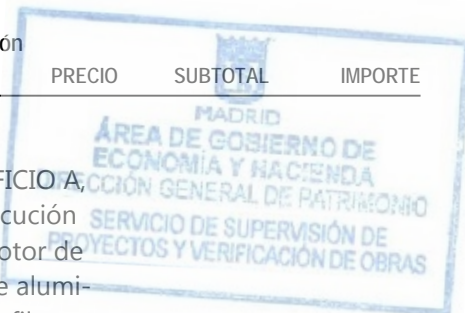 ón
PRECIO SUBTOTAL IMPORTE
MADRID
ÁREA DE GOBIERNO DE
ECONOMÍA Y HACIENDA
DIRECCIÓN GENERAL DE PATRIMONIO
SERVICIO DE SUPERVISIÓN DE
PROYECTOS Y VERIFICACIÓN DE OBRAS
FICIO A,
cución
otor de
e alumi-